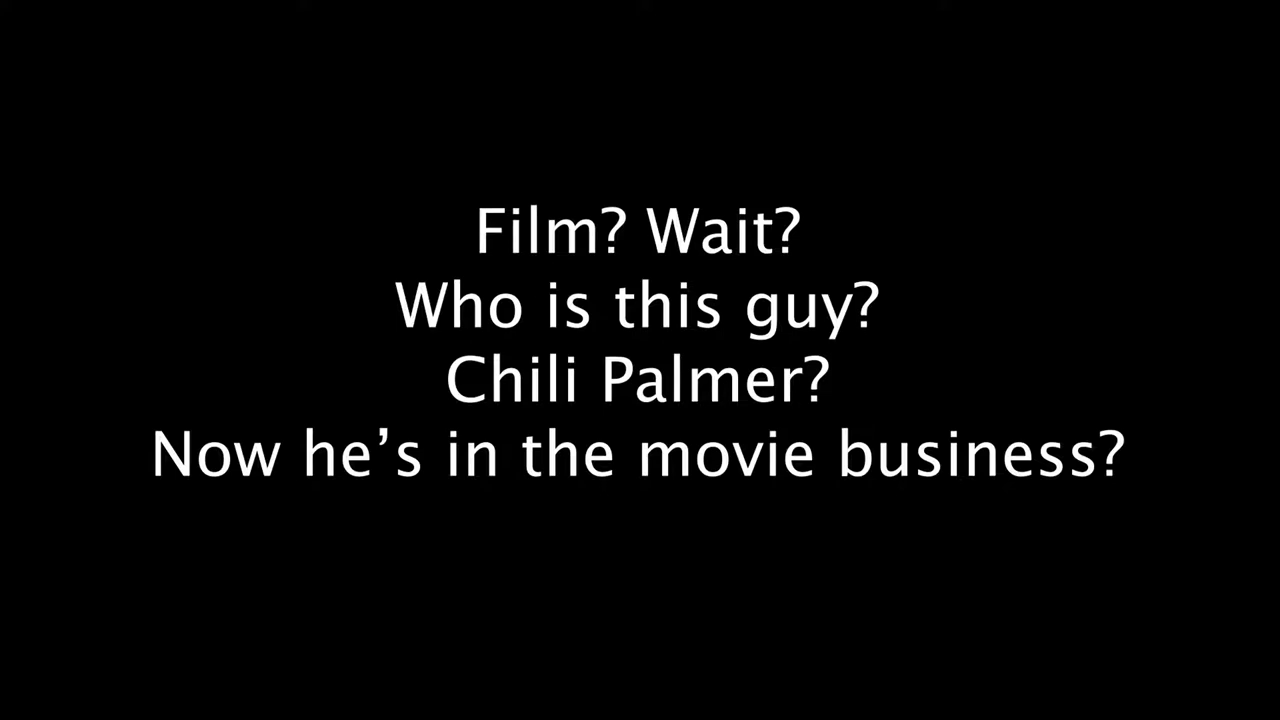 Film? Wait?
Who is this guy?
Chili Palmer?
Now he’s in the movie business?